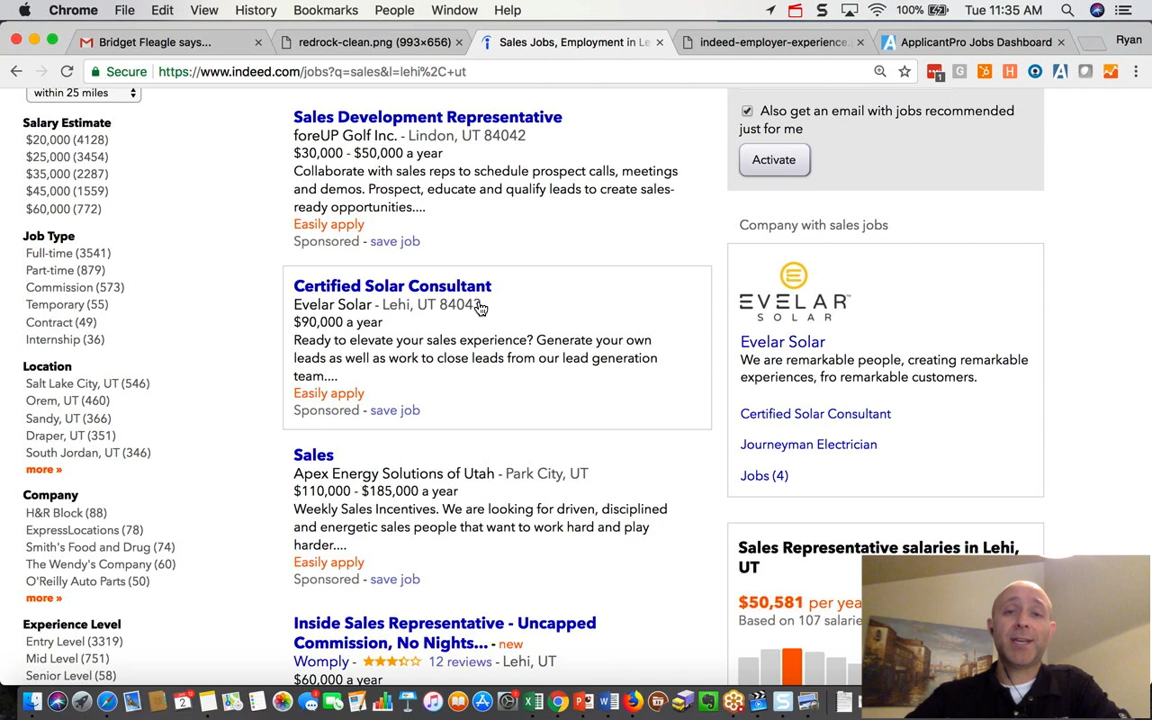 Chrome File Edit View History Bookmarks People Window Help 100% Tue 11:35 AM
Bridget Fleagle says... redrock-clean.png (993×656) Sales Jobs, Employment in Le indeed-employer-experience. ApplicantPro Jobs Dashboard Ryan
Secure https://www.indeed.com/jobs?q=sales&l=lehi%2C+ut
within 25 miles
Salary Estimate
$20,000 (4128)
$25,000 (3454)
$35,000 (2287)
$45,000 (1559)
$60,000 (772)
Job Type
Full-time (3541)
Part-time (879)
Commission (573)
Temporary (55)
Contract (49)
Internship (36)
Location
Salt Lake City, UT (546)
Orem, UT (460)
Sandy, UT (366)
Draper, UT (351)
South Jordan, UT (346)
more »
Company
H&R Block (88)
ExpressLocations (78)
Smith's Food and Drug (74)
The Wendy's Company (60)
O'Reilly Auto Parts (50)
more »
Experience Level
Entry Level (3319)
Mid Level (751)
Senior Level (58)
Sales Development Representative
foreUP Golf Inc. - Lindon, UT 84042
$30,000 - $50,000 a year
Collaborate with sales reps to schedule prospect calls, meetings
and demos. Prospect, educate and qualify leads to create sales-
ready opportunities....
Easily apply
Sponsored - save job
Certified Solar Consultant
Evelar Solar - Lehi, UT 84043
$90,000 a year
Ready to elevate your sales experience? Generate your own
leads as well as work to close leads from our lead generation
team....
Easily apply
Sponsored - save job
Sales
Apex Energy Solutions of Utah - Park City, UT
$110,000 - $185,000 a year
Weekly Sales Incentives. We are looking for driven, disciplined
and energetic sales people that want to work hard and play
harder....
Easily apply
Sponsored - save job
Inside Sales Representative - Uncapped
Commission, No Nights... - new
Womply - 12 reviews - Lehi, UT
$60,000 a year
Also get an email with jobs recommended
just for me
Activate
Company with sales jobs
EVELAR
SOLAR
Evelar Solar
We are remarkable people, creating remarkable
experiences, fro remarkable customers.
Certified Solar Consultant
Journeyman Electrician
Jobs (4)
Sales Representative salaries in Lehi,
UT
$50,581 per yea
Based on 107 salarie